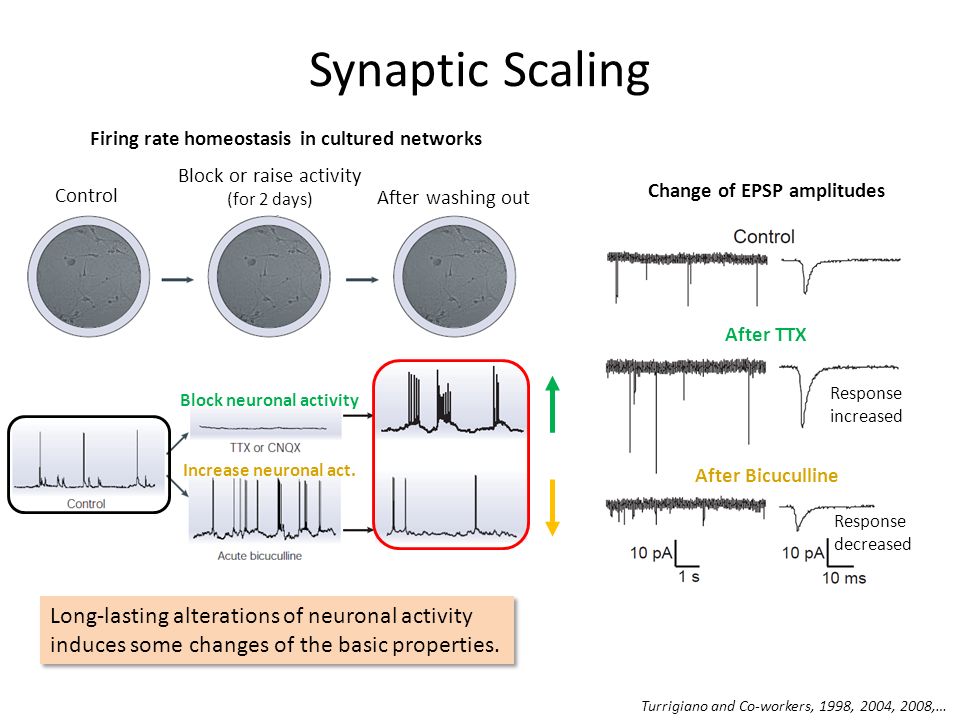 Synaptic Scaling
Firing rate homeostasis in cultured networks
Control
Block or raise activity
(for 2 days)
After washing out
Block neuronal activity
TTX or CNQX
Increase neuronal act.
Control
Acute bicuculline
Change of EPSP amplitudes
Control
After TTX
Response
increased
After Bicuculline
Response
decreased
10 pA
1 s
10 pA
10 ms
Long-lasting alterations of neuronal activity
induces some changes of the basic properties.
Turrigiano and Co-workers, 1998, 2004, 2008,...